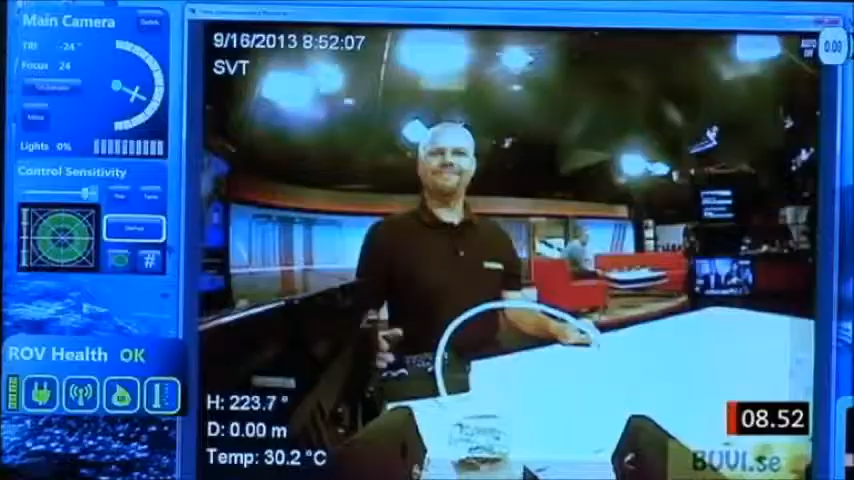 Main Camera
Tilt -24°
Focus 24
Lights 0%
Control Sensitivity
#
ROV Health OK
9/16/2013 8:52:07
SVT
0.00
H: 223.7 °
D: 0.00 m
Temp: 30.2 °C
08.52
BUVI.se